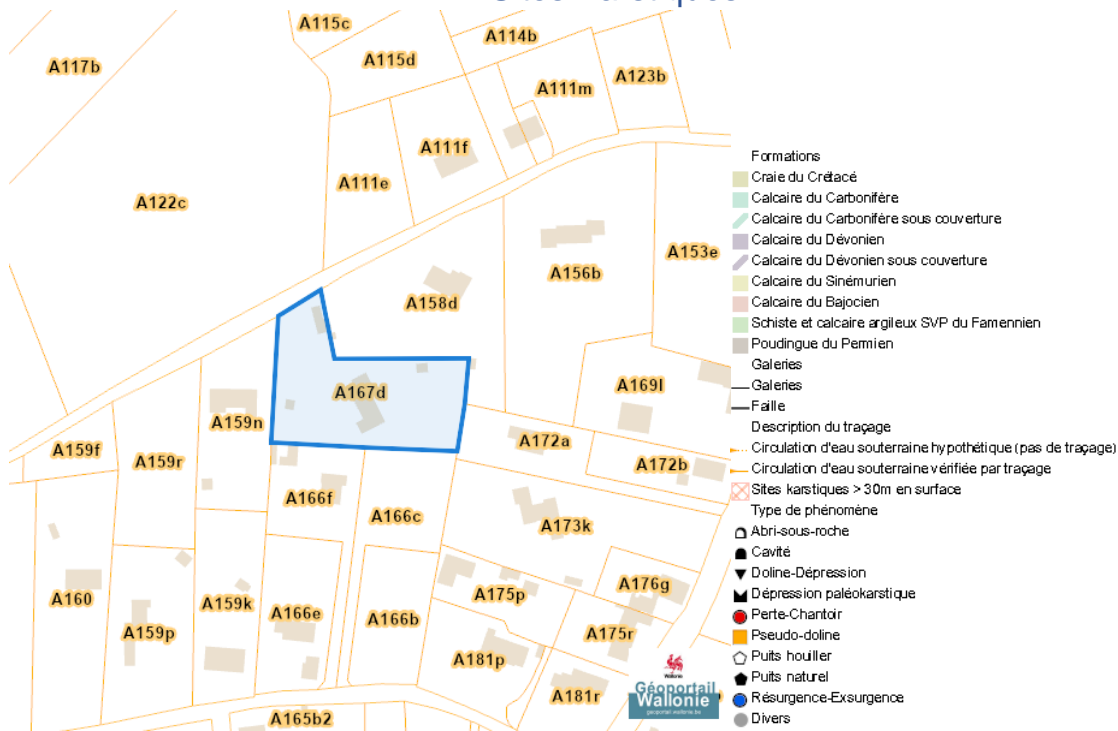 A115c
A114b
A115d
A117b
A123b
A111m
A111f
A111e
A122c
A153e
A156b
A158d
A169l
A167d
A159n
A172a
A159f
A159r
A172b
A166f
A166c
A173k
A176g
A175p
A160
A159k
A166e
A166b
A159p
A175r
A181p
A181r
A165b2
Formations
Craie du Crétacé
Calcaire du Carbonifère
Calcaire du Carbonifère sous couverture
Calcaire du Dévonien
Calcaire du Dévonien sous couverture
Calcaire du Sinémurien
Calcaire du Bajocien
Schiste et calcaire argileux SVP du Famennien
Poudingue du Permien
Galeries
Galeries
Faille
Description du traçage
Circulation d'eau souterraine hypothétique (pas de traçage)
Circulation d'eau souterraine vérifiée par traçage
Sites karstiques > 30m en surface
Type de phénomène
Abri-sous-roche
Cavité
Doline-Dépression
Dépression paléokarstique
Perte-Chantoir
Pseudo-doline
Puits houiller
Puits naturel
Résurgence-Exsurgence
Divers
Wallonie
Géoportail
Wallonie
geoportail.wallonie.be